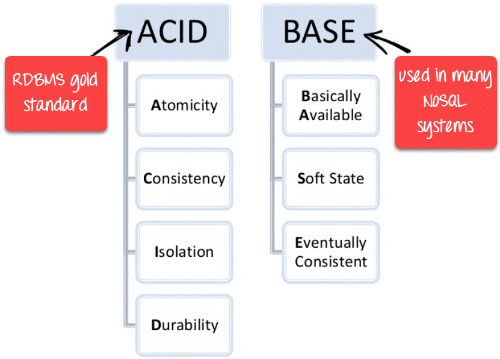 ACID
BASE
RDBMS gold
standard
used in many
NoSQL
systems
Atomicity
Consistency
Isolation
Durability
Basically
Available
Soft State
Eventually
Consistent